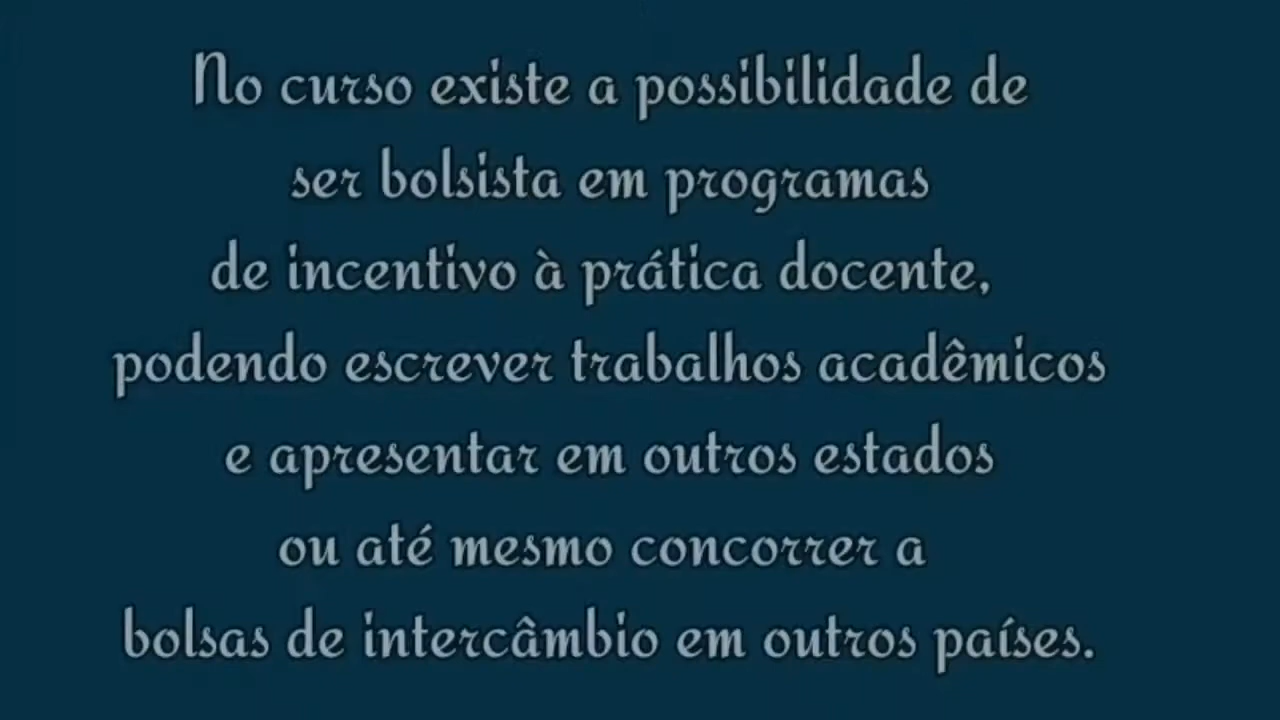 No curso existe a possibilidade de
ser bolsista em programas
de incentivo à prática docente,
podendo escrever trabalhos acadêmicos
e apresentar em outros estados
ou até mesmo concorrer a
bolsas de intercâmbio em outros países.